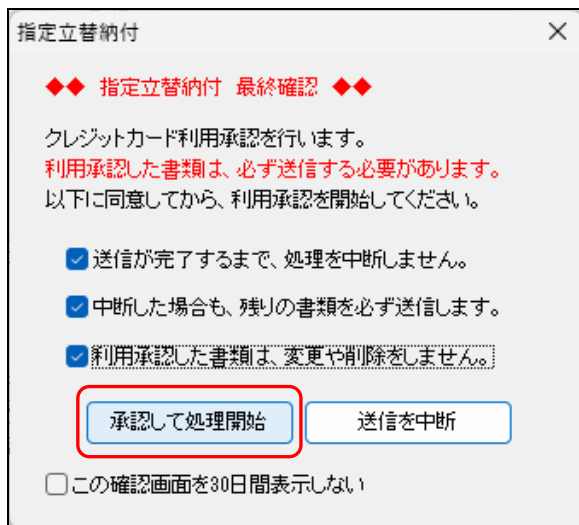 指定立替納付
◆◆ 指定立替納付 最終確認 ◆◆
クレジットカード利用承認を行います。
利用承認した書類は、必ず送信する必要があります。
以下に同意してから、利用承認を開始してください。
送信が完了するまで、処理を中断しません。
中断した場合も、残りの書類を必ず送信します。
利用承認した書類は、変更や削除をしません。
承認して処理開始 送信を中断
この確認画面を30日間表示しない